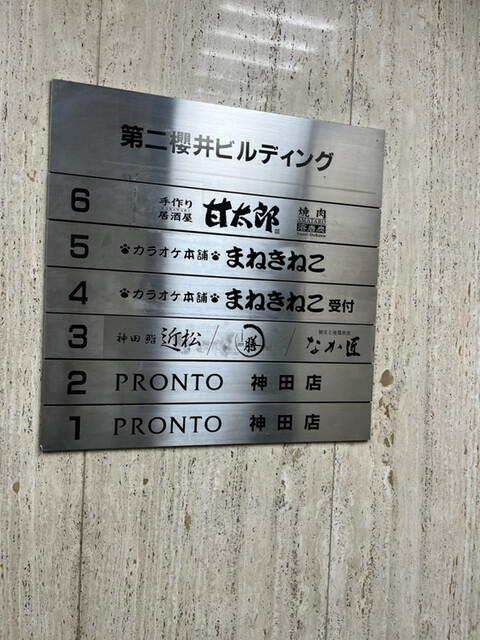 第二櫻井ビルディング
6 手作り居酒屋 甘太郎 焼肉
5 カラオケ本舗 まねきねこ
4 カラオケ本舗 まねきねこ 受付
3 神田 鮨 近松 / 膳 / なか匠
2 PRONTO 神田店
1 PRONTO 神田店